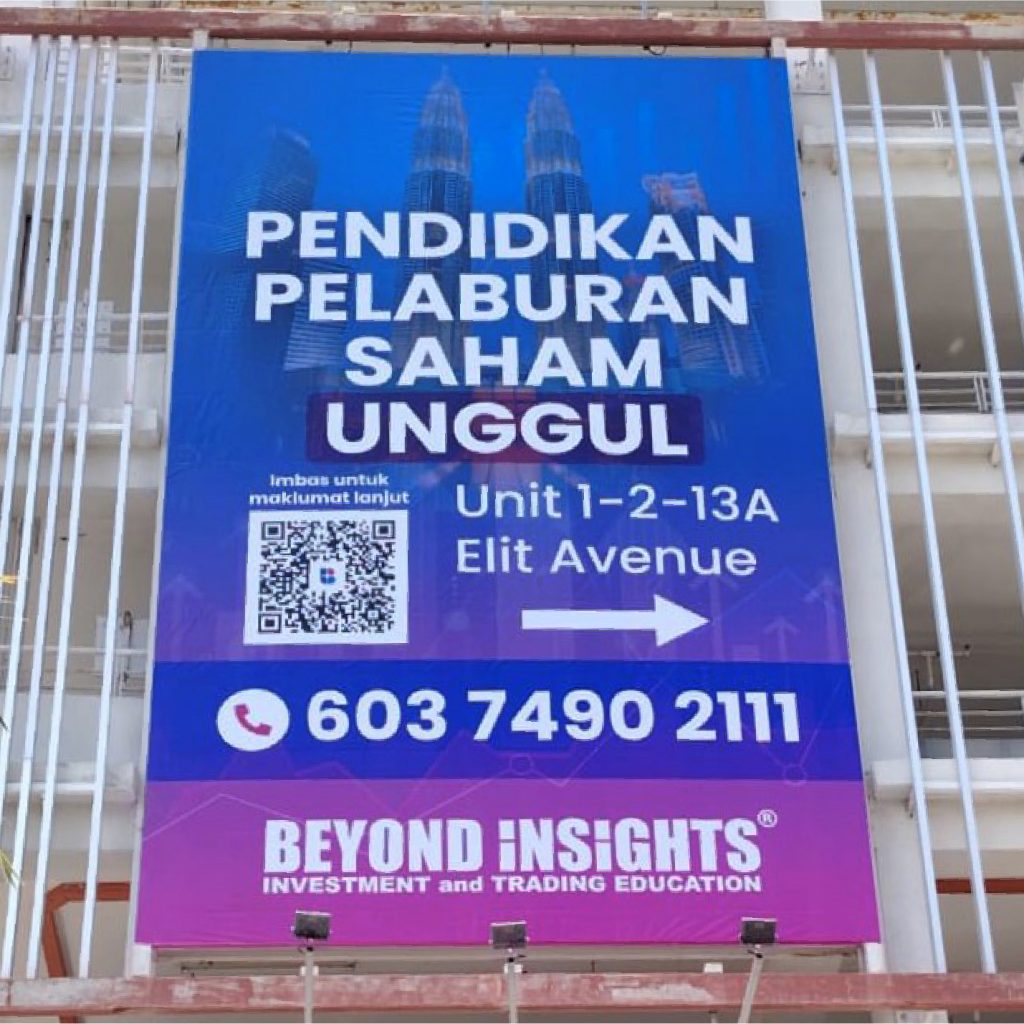 PENDIDIKAN
PELABURAN
SAHAM
UNGGUL
Imbas untuk
maklumat lanjut
Unit 1-2-13A
Elit Avenue
603 7490 2111
BEYOND iNSiGHTS®
INVESTMENT and TRADING EDUCATION